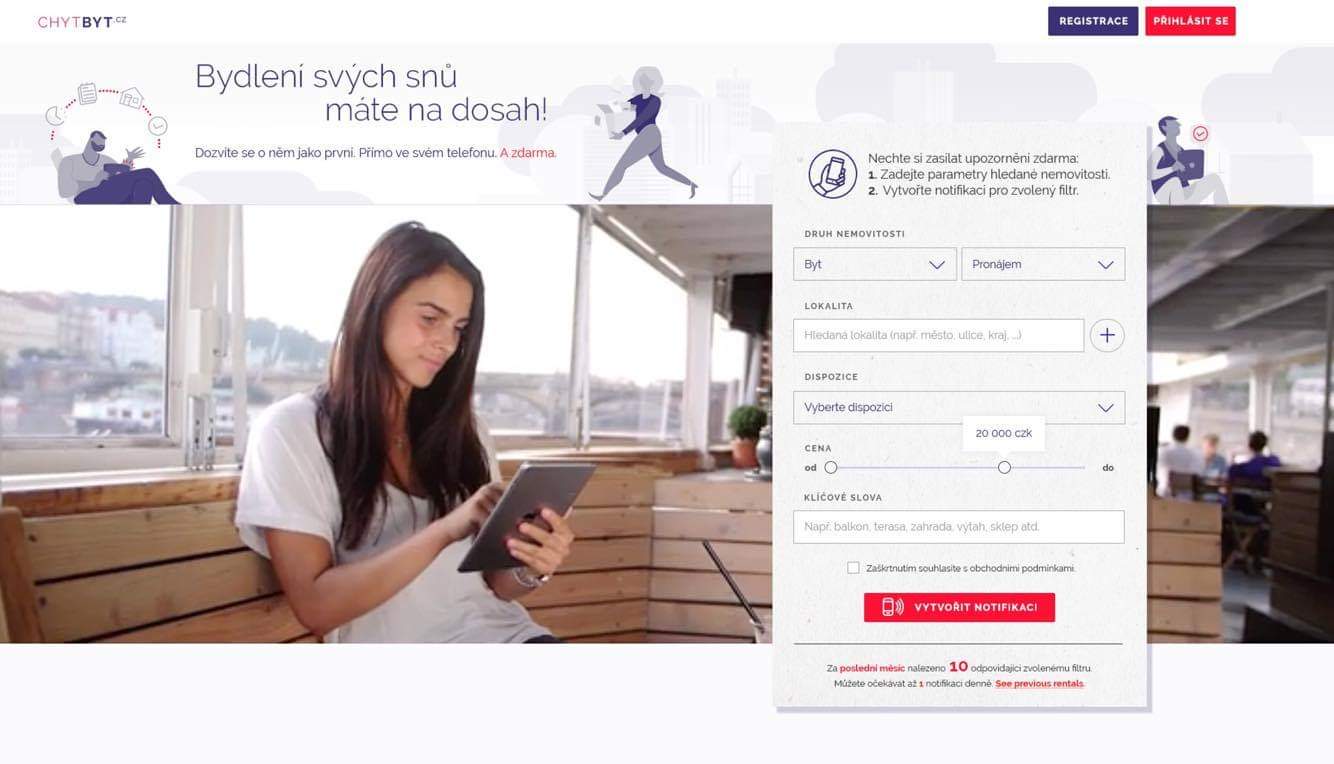 CHYTBYT.CZ
REGISTRACE
PŘIHLÁSIT SE
Bydlení svých snů
máte na dosah!
Dozvíte se o něm jako první. Přímo ve svém telefonu. A zdarma.
Nechte si zasílat upozornění zdarma:
1. Zadejte parametry hledané nemovitosti.
2. Vytvořte notifikaci pro zvolený filtr.
DRUH NEMOVITOSTI
Byt
Pronájem
LOKALITA
Hledaná lokalita (např. město, ulice, kraj, ...)
DISPOZICE
Vyberte dispozici
20 000 czk
CENA
od
do
KLÍČOVÉ SLOVA
Např. balkon, terasa, zahrada, výtah, sklep atd.
Zaškrtnutím souhlasíte s obchodními podmínkami.
VYTVOŘIT NOTIFIKACI
Za poslední měsíc nalezeno 10 odpovídající zvolenému filtru.
Můžete očekávat až 1 notifikaci denně. See previous rentals.